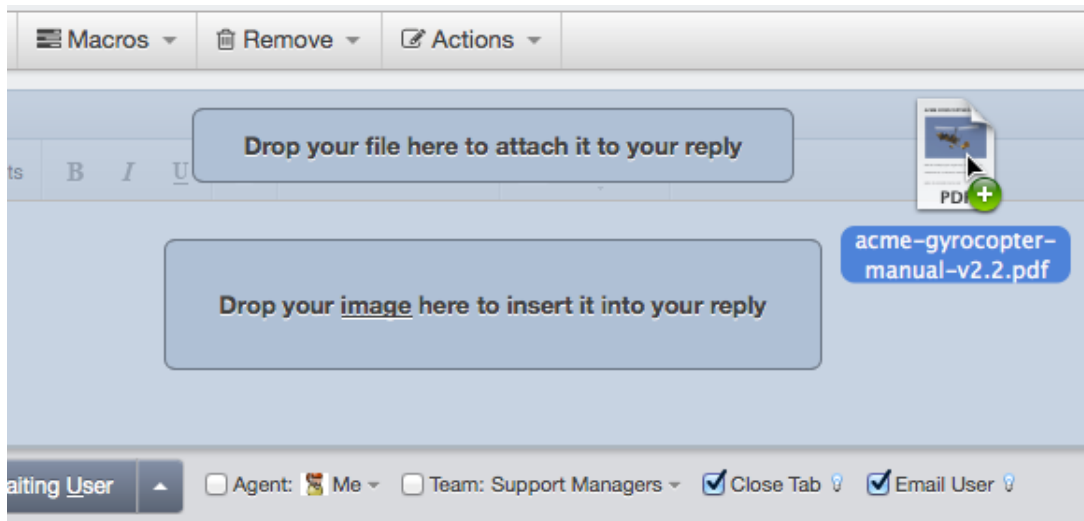 Macros Remove Actions
Drop your file here to attach it to your reply
ts B I U
PDF
acme-gyrocopter-
manual-v2.2.pdf
Drop your image here to insert it into your reply
aiting User Agent: Me Team: Support Managers Close Tab Email User